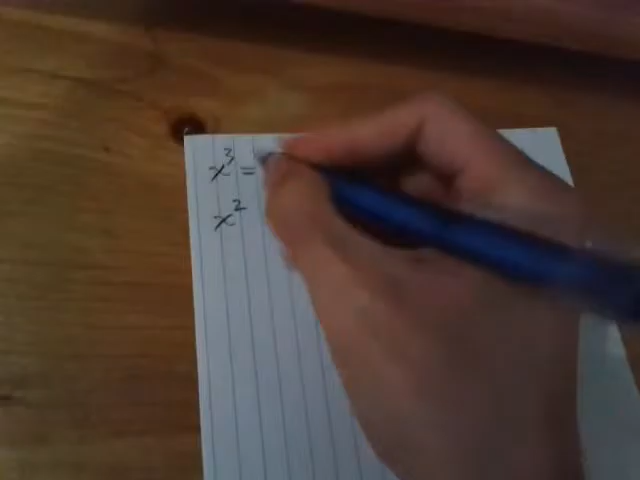 x³ =
x²